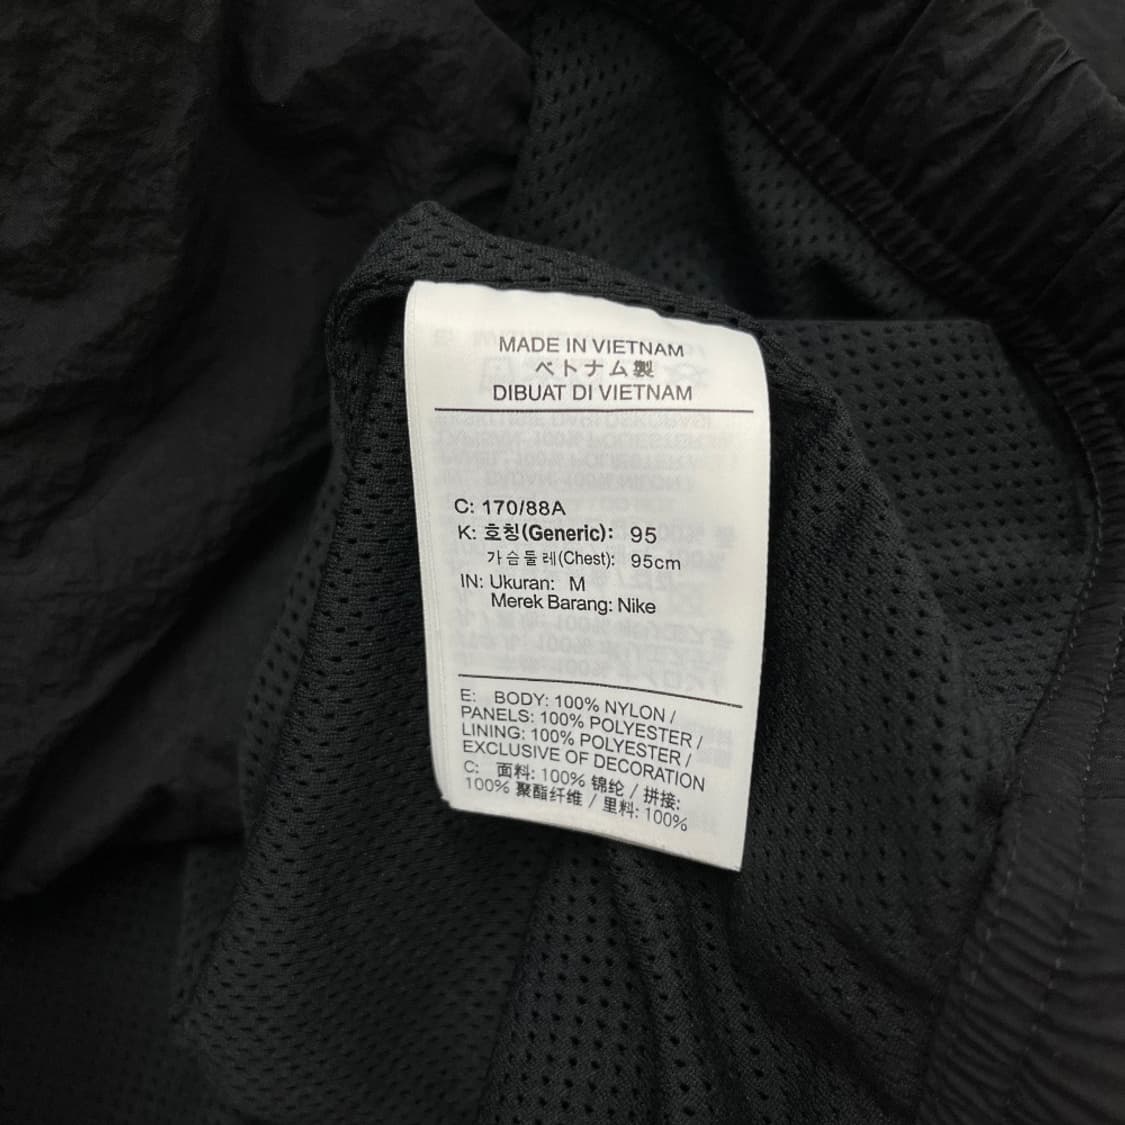 MADE IN VIETNAM
ベトナム製
DIBUAT DI VIETNAM
C: 170/88A
K: 호칭(Generic): 95
가슴둘레(Chest): 95cm
IN: Ukuran: M
Merek Barang: Nike
E: BODY: 100% NYLON /
PANELS: 100% POLYESTER /
LINING: 100% POLYESTER /
EXCLUSIVE OF DECORATION
C: 面料: 100% 锦纶 / 拼接:
100% 聚酯纤维 / 里料: 100%